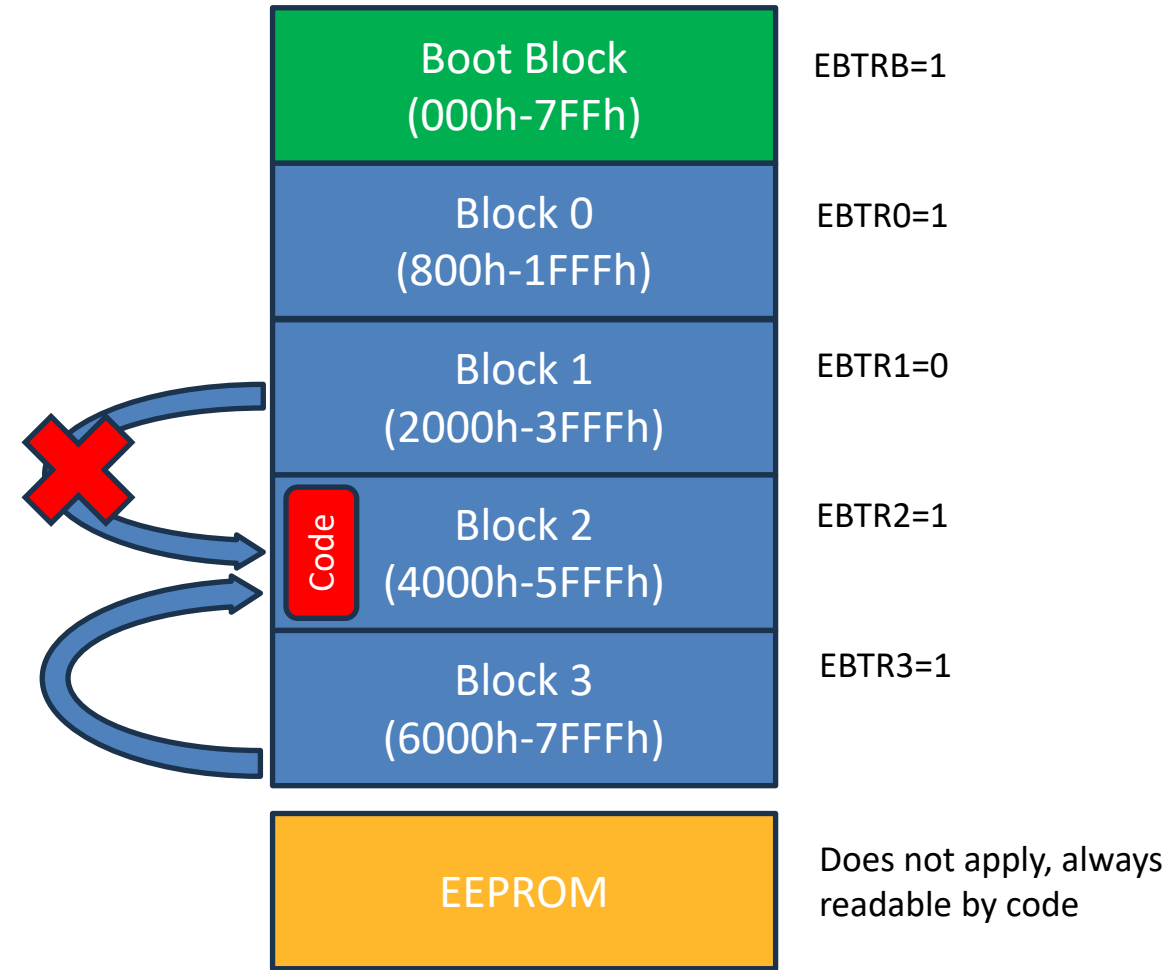 Boot Block
(000h-7FFh)
EBTRB=1
Block 0
(800h-1FFFh)
EBTR0=1
Block 1
(2000h-3FFFh)
EBTR1=0
Code
Block 2
(4000h-5FFFh)
EBTR2=1
Block 3
(6000h-7FFFh)
EBTR3=1
EEPROM
Does not apply, always
readable by code